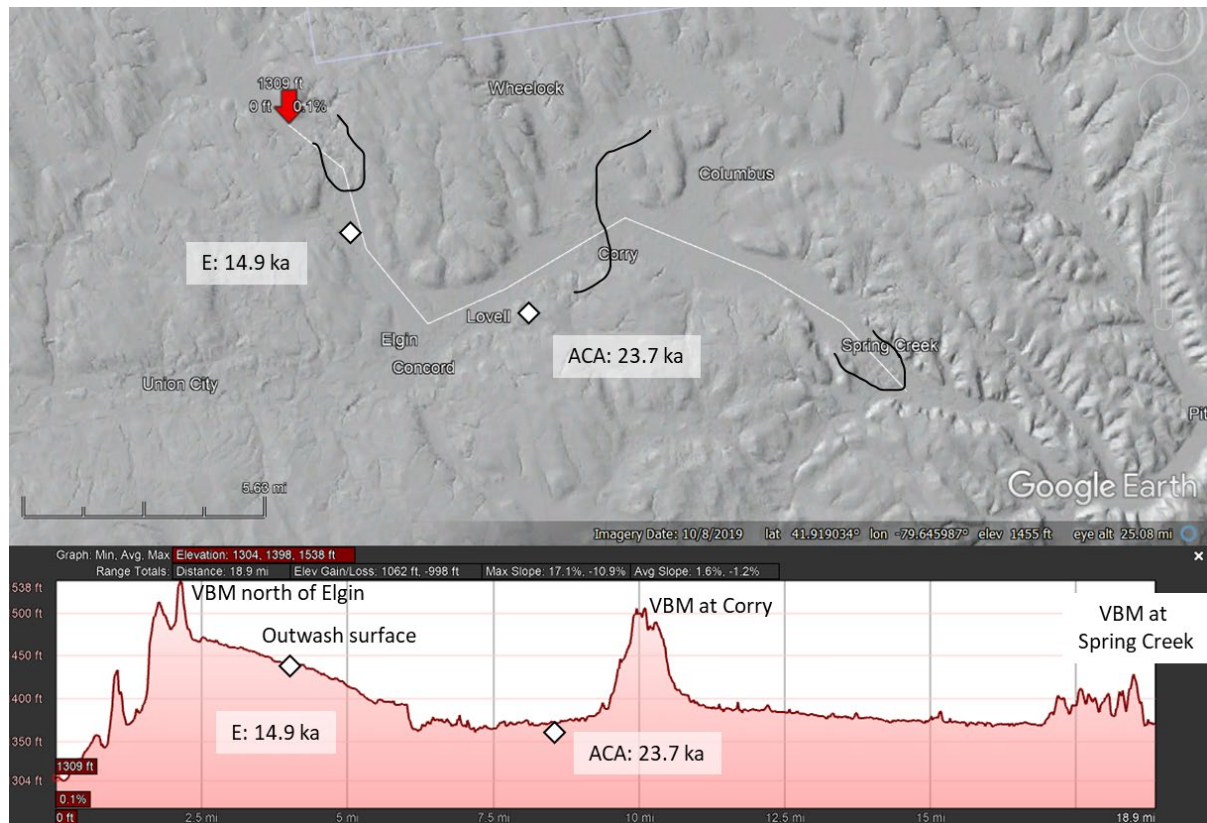 1309 ft
0 ft 0.1%
Wheelock
Columbus
E: 14.9 ka
Corry
Lovell
Spring Creek
Elgin
ACA: 23.7 ka
Concord
Union City
Pit
5.63 mi
Google Earth
Imagery Date: 10/8/2019 lat 41.919034° lon -79.645987° elev 1455 ft eye alt 25.08 mi
Graph: Min, Avg, Max Elevation: 1304, 1398, 1538 ft
Range Totals: Distance: 18.9 mi Elev Gain/Loss: 1062 ft, -998 ft Max Slope: 17.1%, -10.9% Avg Slope: 1.6%, -1.2%
538 ft
VBM north of Elgin
VBM at Corry
VBM at
Spring Creek
500 ft
Outwash surface
450 ft
400 ft
E: 14.9 ka
350 ft
ACA: 23.7 ka
1309 ft
304 ft
0.1%
0 ft 2.5 mi 5 mi 7.5 mi 10 mi 12.5 mi 15 mi 18.9 mi